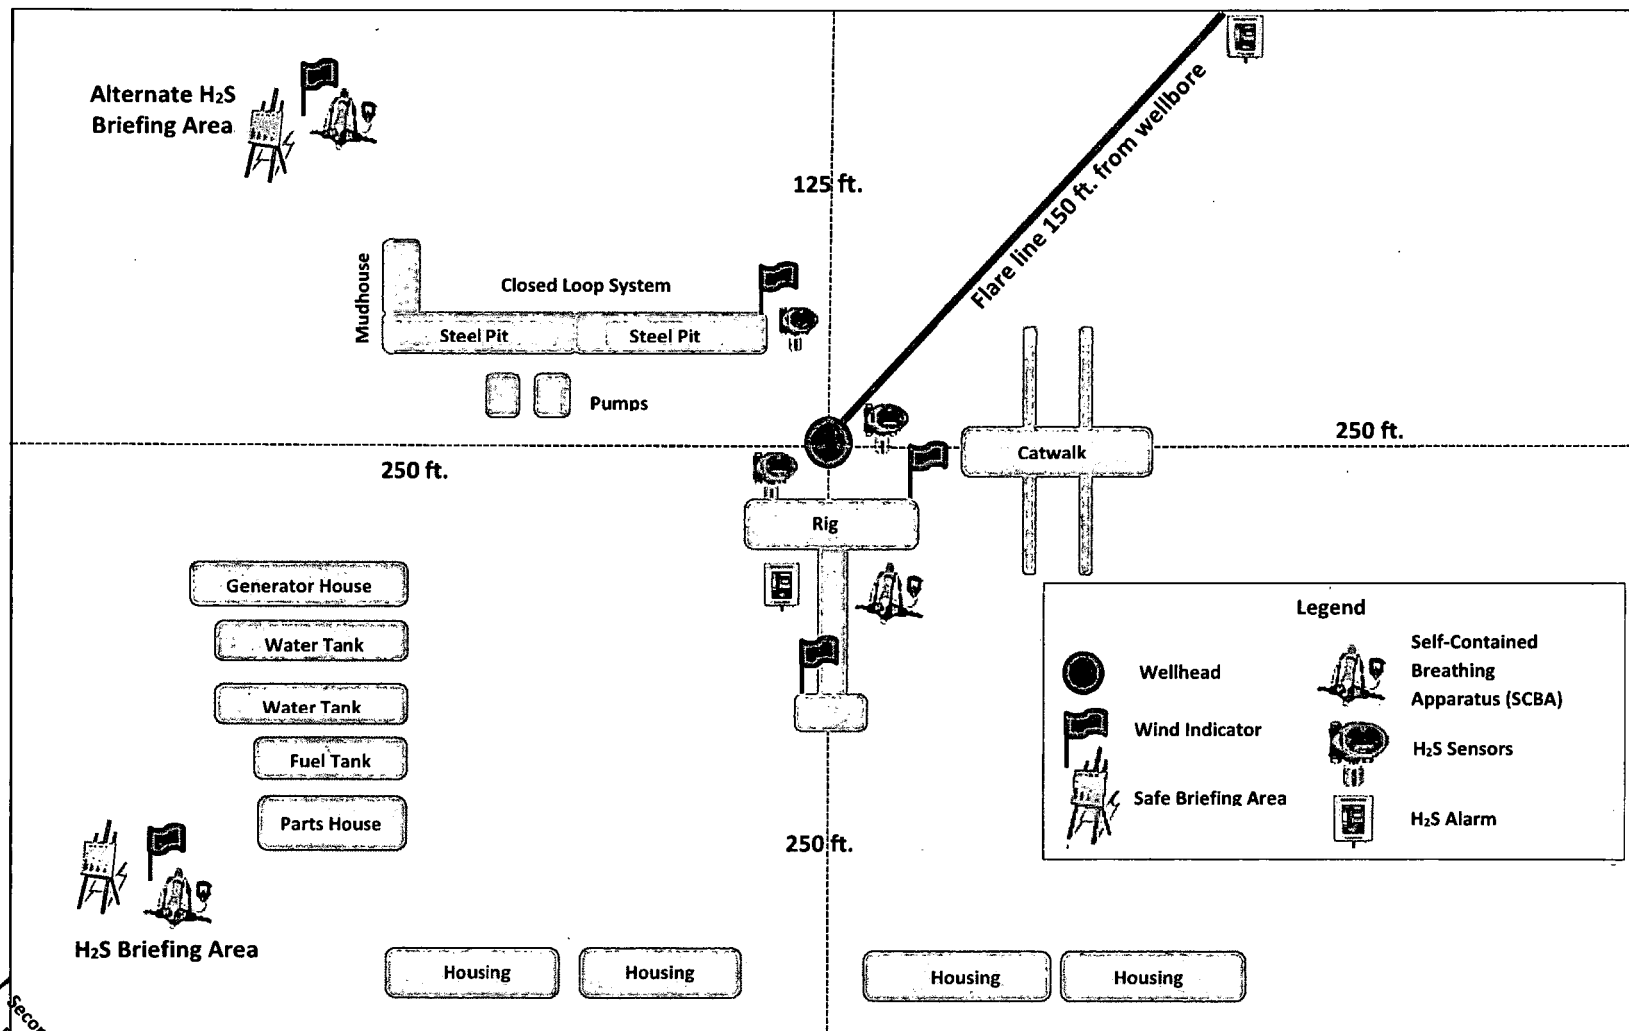 Alternate H₂S
Briefing Area
125 ft.
Flare line 150 ft. from wellbore
Mudhouse
Closed Loop System
Steel Pit
Steel Pit
Pumps
250 ft.
250 ft.
Catwalk
Rig
Generator House
Water Tank
Water Tank
Fuel Tank
Parts House
250 ft.
H₂S Briefing Area
Housing
Housing
Housing
Housing
Legend
Wellhead
Wind Indicator
Safe Briefing Area
Self-Contained
Breathing
Apparatus (SCBA)
H₂S Sensors
H₂S Alarm